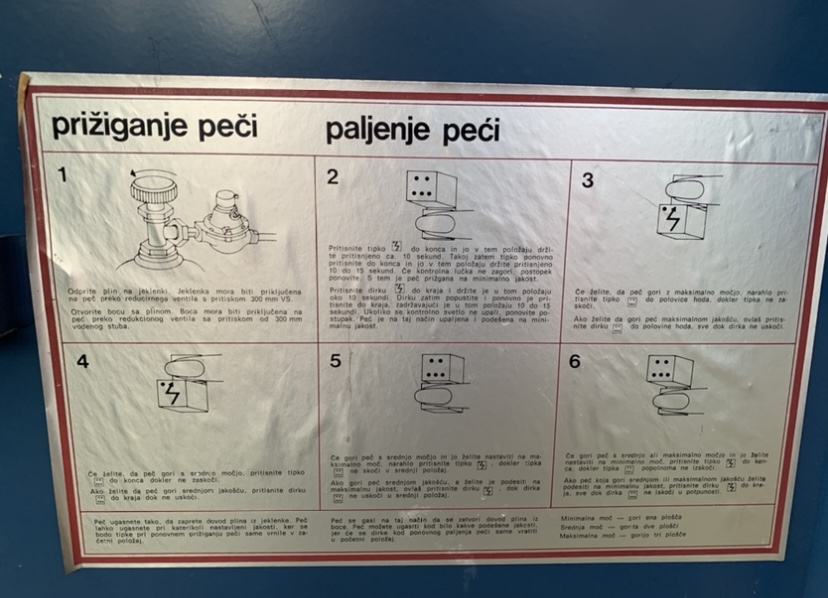 prižiganje peči
paljenje peći
1
Odprite plin na jeklenki. Jeklenka mora biti priključena
na peč preko reducirnega ventila s pritiskom 300 mm VS.
Otvorite bocu sa plinom. Boca mora biti priključena na
peć preko redukcionog ventila sa pritiskom od 300 mm
vodenog stuba.
2
Pritisnite tipko do konca in jo v tem položaju drži-
te pritisnjeno ca. 10 sekund. Takoj zatem tipko ponovno
pritisnite do konca in jo v tem položaju držite pritisnjeno
10 do 15 sekund. Če kontrolna lučka ne zagori, postopek
ponovite. S tem je peč prižgana na minimalno jakost.
Pritisnite dirku do kraja i držite je u tom položaju
oko 10 sekundi. Dirku zatim popustite i ponovno je pri-
tisnite do kraja, zadržavajući je u tom položaju 10 do 15
sekundi. Ukoliko se kontrolno svetlo ne upali, ponovite po-
stupak. Peć je na taj način upaljena i podešena na mini-
malnu jakost.
3
Če želite, da peč gori z maksimalno močjo, narahlo pri-
tisnite tipko do polovice hoda, dokler tipka ne za-
skoči.
Ako želite da gori peć maksimalnom jakošću, ovlaš pritis-
nite dirku do polovine hoda, sve dok dirka ne uskoči.
4
Če želite, da peč gori s srednjo močjo, pritisnite tipko
do konca dokler ne zaskoči.
Ako želite da peć gori srednjom jakošću, pritisnite dirku
do kraja dok ne uskoči.
5
Če gori peč s srednjo močjo in jo želite nastaviti na ma-
ksimalno moč, narahlo pritisnite tipko , dokler tipka
ne skoči v srednji položaj.
Ako gori peć srednjom jakošću, a želite je podesiti na
maksimalnu jakost, ovlaš pritisnite dirku , dok dirka
ne uskoči u srednji položaj.
6
Če gori peč s srednjo ali maksimalno močjo in jo želite
nastaviti na minimalno moč, pritisnite tipko do kon-
ca, dokler tipka popolnoma ne izskoči.
Ako peć koja gori srednjom ili maksimalnom jakošću želite
podesiti na minimalnu jakost, pritisnite dirku do kra-
ja, sve dok dirka ne iskoči u potpunosti.
Peč ugasnete tako, da zaprete dovod plina iz jeklenke. Peč
lahko ugasnete pri katerikoli nastavljeni jakosti, ker se
bodo tipke pri ponovnem prižiganju peči same vrnile v za-
četni položaj.
Peć se gasi na taj način da se zatvori dovod plina iz
boce. Peć možete ugasiti kod bilo kakve podešene jakosti,
jer će se dirke kod ponovnog paljenja peći same vratiti
u početni položaj.
Minimalna moč — gori ena plošča
Srednja moč — gorita dve plošči
Maksimalna moč — gorijo tri plošče